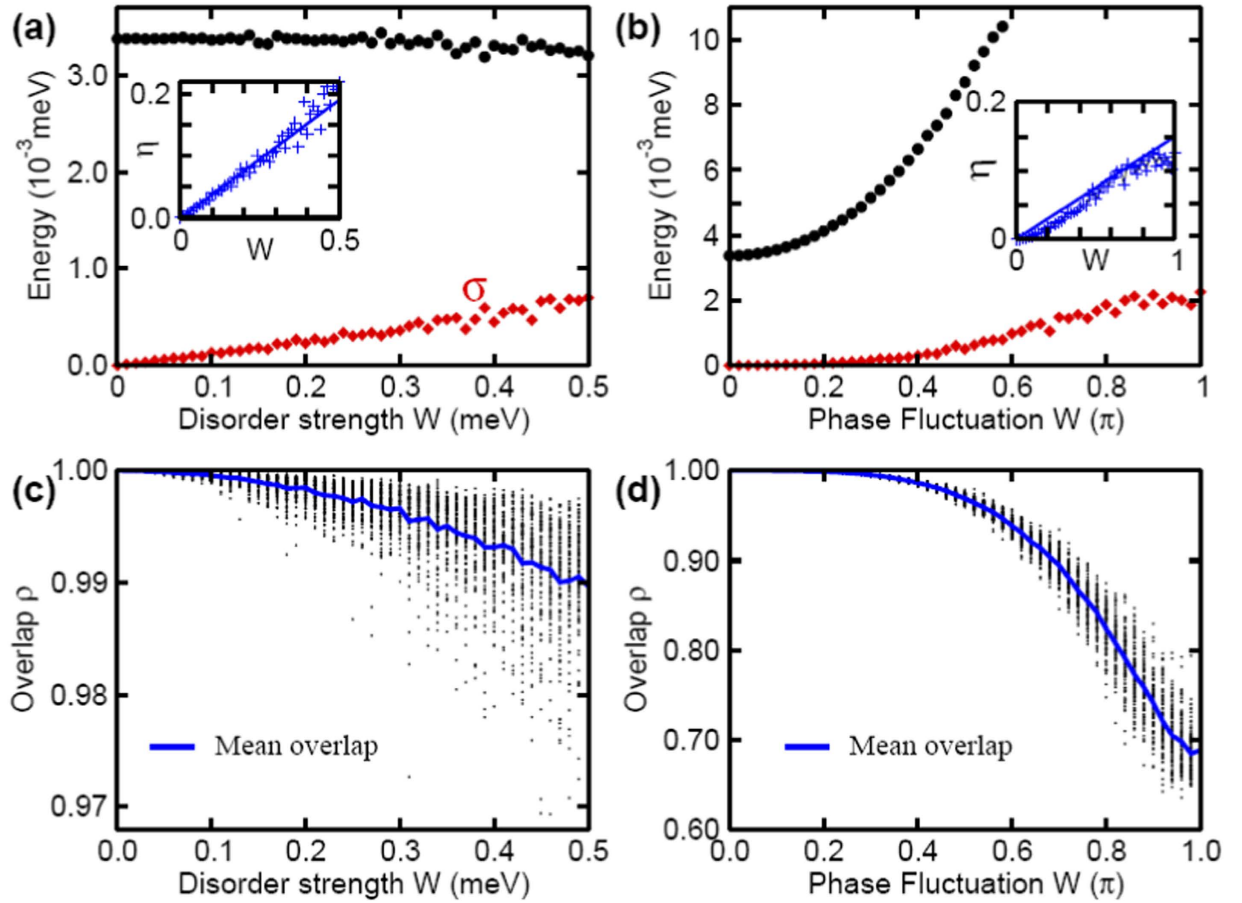 (a)
Energy (10⁻³meV)
3.0
2.0
1.0
0.0
0.0 0.1 0.2 0.3 0.4 0.5
Disorder strength W (meV)
σ
η
0.2
0.0
0 W 0.5
(b)
Energy (10⁻³meV)
10
8
6
4
2
0
0.0 0.2 0.4 0.6 0.8 1
Phase Fluctuation W (π)
η
0.2
0
0 W 1
(c)
Overlap ρ
1.00
0.99
0.98
0.97
Mean overlap
0.0 0.1 0.2 0.3 0.4 0.5
Disorder strength W (meV)
(d)
Overlap ρ
1.00
0.90
0.80
0.70
0.60
Mean overlap
0.0 0.2 0.4 0.6 0.8 1.0
Phase Fluctuation W (π)